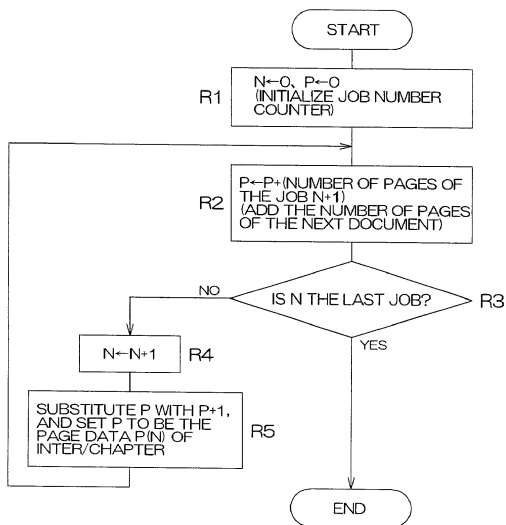 START
R1
N←0、P←0
(INITIALIZE JOB NUMBER
COUNTER)
R2
P←P+(NUMBER OF PAGES OF
THE JOB N+1)
(ADD THE NUMBER OF PAGES
OF THE NEXT DOCUMENT)
NO
IS N THE LAST JOB?
R3
YES
N←N+1
R4
SUBSTITUTE P WITH P+1,
AND SET P TO BE THE
PAGE DATA P(N) OF
INTER/CHAPTER
R5
END